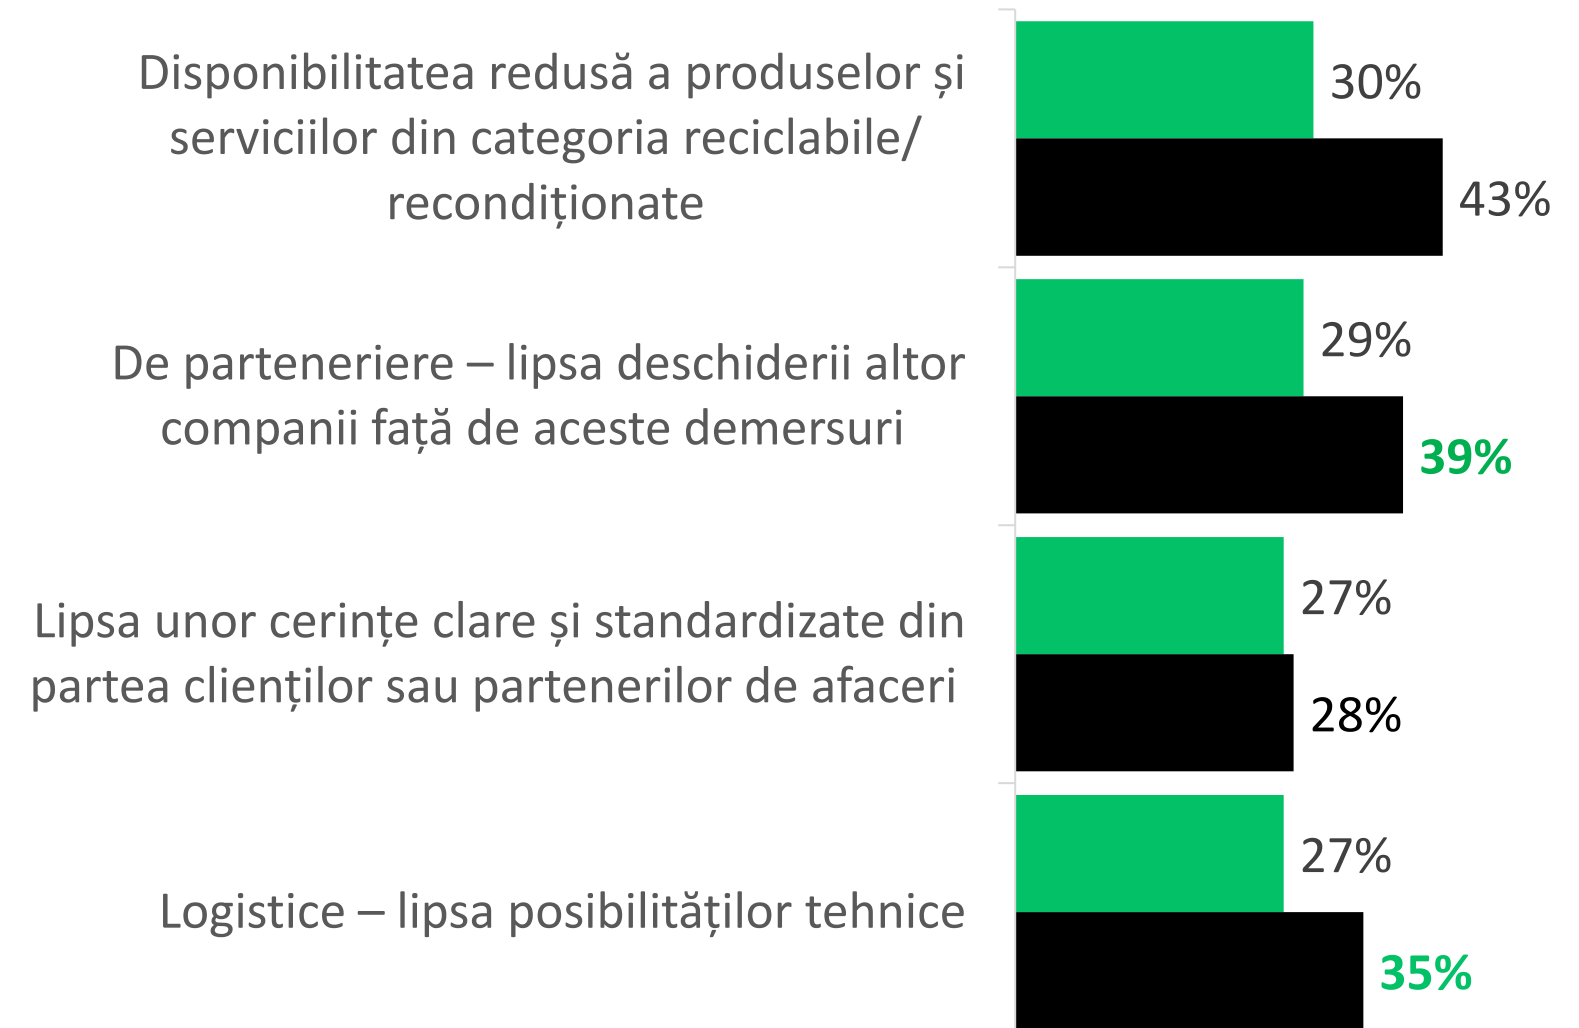 Disponibilitatea redusă a produselor și
serviciilor din categoria reciclabile/
recondiționate
30%
43%
De parteneriere – lipsa deschiderii altor
companii față de aceste demersuri
29%
39%
Lipsa unor cerințe clare și standardizate din
partea clienților sau partenerilor de afaceri
27%
28%
Logistice – lipsa posibilităților tehnice
27%
35%